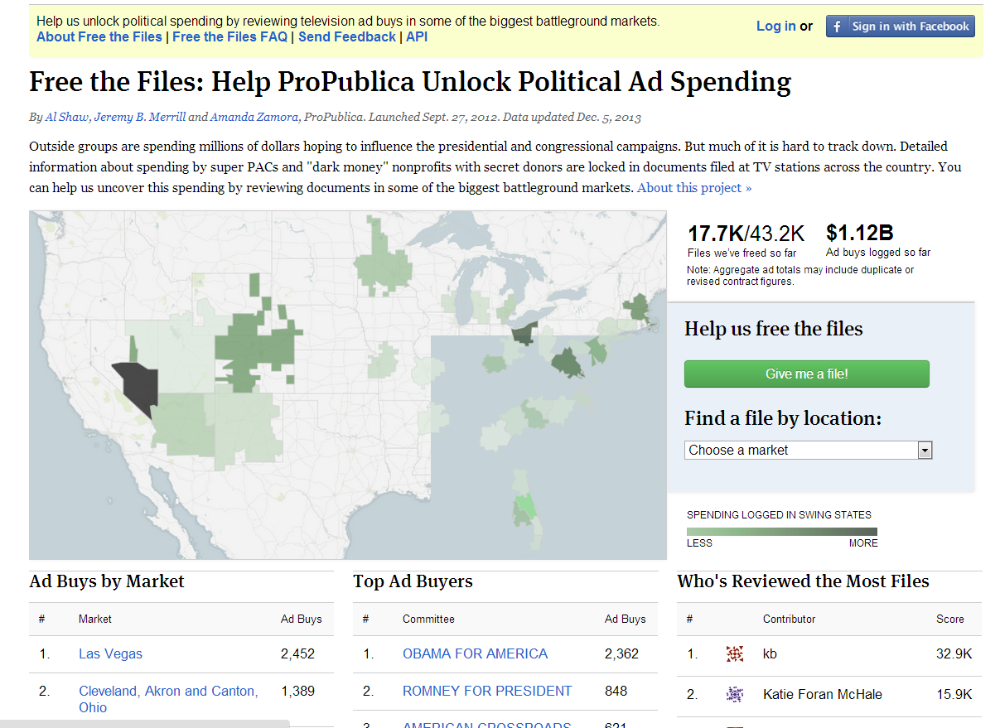 Help us unlock political spending by reviewing television ad buys in some of the biggest battleground markets.
About Free the Files | Free the Files FAQ | Send Feedback | API
Log in or
f Sign in with Facebook
Free the Files: Help ProPublica Unlock Political Ad Spending
By Al Shaw, Jeremy B. Merrill and Amanda Zamora, ProPublica. Launched Sept. 27, 2012. Data updated Dec. 5, 2013
Outside groups are spending millions of dollars hoping to influence the presidential and congressional campaigns. But much of it is hard to track down. Detailed
information about spending by super PACs and "dark money" nonprofits with secret donors are locked in documents filed at TV stations across the country. You
can help us uncover this spending by reviewing documents in some of the biggest battleground markets. About this project »
17.7K/43.2K
Files we've freed so far
$1.12B
Ad buys logged so far
Note: Aggregate ad totals may include duplicate or
revised contract figures.
Help us free the files
Give me a file!
Find a file by location:
Choose a market
SPENDING LOGGED IN SWING STATES
LESS MORE
Ad Buys by Market
# Market Ad Buys
1. Las Vegas 2,452
2. Cleveland, Akron and Canton, 1,389
Ohio
Top Ad Buyers
# Committee Ad Buys
1. OBAMA FOR AMERICA 2,362
2. ROMNEY FOR PRESIDENT 848
3. AMERICAN CROSSROADS 621
Who's Reviewed the Most Files
# Contributor Score
1. kb 32.9K
2. Katie Foran McHale 15.9K